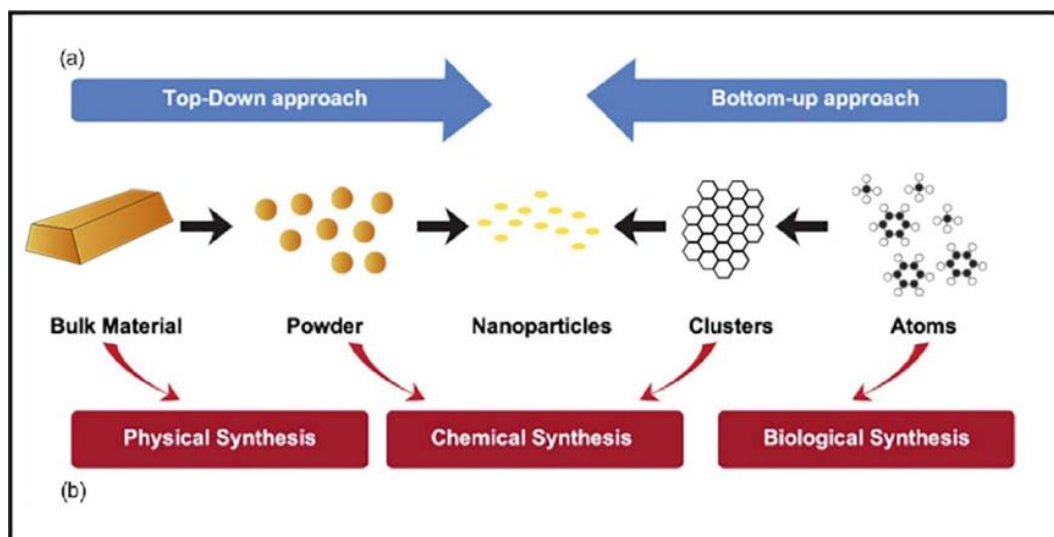 (a)
Top-Down approach
Bottom-up approach
Bulk Material
Powder
Nanoparticles
Clusters
Atoms
Physical Synthesis
Chemical Synthesis
Biological Synthesis
(b)